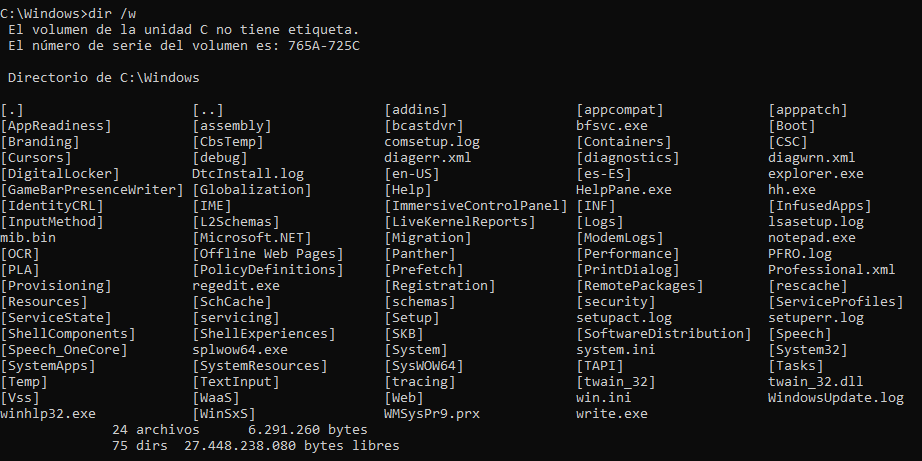 C:\Windows>dir /w
El volumen de la unidad C no tiene etiqueta.
El número de serie del volumen es: 765A-725C
Directorio de C:\Windows
[.] [..] [addins] [appcompat] [apppatch]
[AppReadiness] [assembly] [bcastdvr] bfsvc.exe [Boot]
[Branding] [CbsTemp] comsetup.log [Containers] [CSC]
[Cursors] [debug] diagerr.xml [diagnostics] diagwrn.xml
[DigitalLocker] DtcInstall.log [en-US] [es-ES] explorer.exe
[GameBarPresenceWriter] [Globalization] [Help] HelpPane.exe hh.exe
[IdentityCRL] [IME] [ImmersiveControlPanel] [INF] [InfusedApps]
[InputMethod] [L2Schemas] [LiveKernelReports] [Logs] lsasetup.log
mib.bin [Microsoft.NET] [Migration] [ModemLogs] notepad.exe
[OCR] [Offline Web Pages] [Panther] [Performance] PFRO.log
[PLA] [PolicyDefinitions] [Prefetch] [PrintDialog] Professional.xml
[Provisioning] regedit.exe [Registration] [RemotePackages] [rescache]
[Resources] [SchCache] [schemas] [security] [ServiceProfiles]
[ServiceState] [servicing] [Setup] setupact.log setuperr.log
[ShellComponents] [ShellExperiences] [SKB] [SoftwareDistribution] [Speech]
[Speech_OneCore] splwow64.exe [System] system.ini [System32]
[SystemApps] [SystemResources] [SysWOW64] [TAPI] [Tasks]
[Temp] [TextInput] [tracing] [twain_32] twain_32.dll
[Vss] [WaaS] [Web] win.ini WindowsUpdate.log
winhlp32.exe [WinSxS] WMSysPr9.prx write.exe
24 archivos 6.291.260 bytes
75 dirs 27.448.238.080 bytes libres